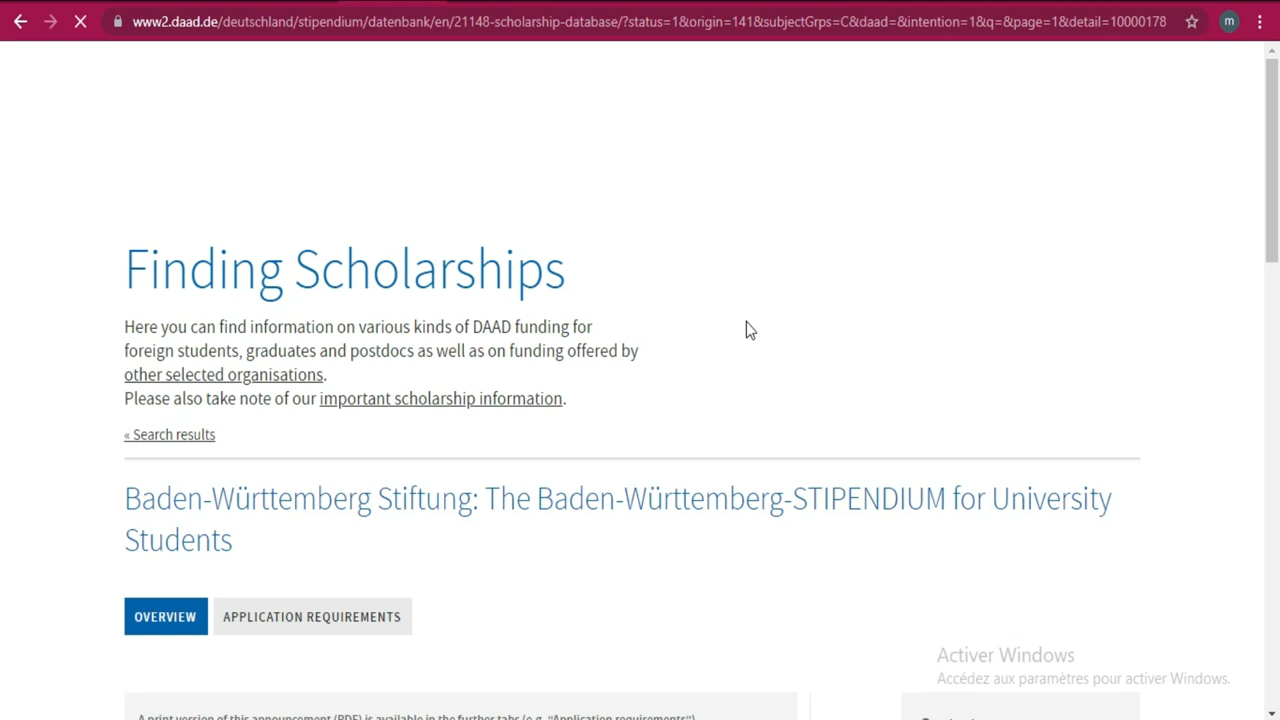 www2.daad.de/deutschland/stipendium/datenbank/en/21148-scholarship-database/?status=1&origin=141&subjectGrps=C&daad=&intention=1&q=&page=1&detail=10000178
m
Finding Scholarships
Here you can find information on various kinds of DAAD funding for
foreign students, graduates and postdocs as well as on funding offered by
other selected organisations.
Please also take note of our important scholarship information.
« Search results
Baden-Württemberg Stiftung: The Baden-Württemberg-STIPENDIUM for University
Students
OVERVIEW
APPLICATION REQUIREMENTS
Activer Windows
Accédez aux paramètres pour activer Windows.
A print version of this announcement (PDF) is available in the further tabs (e.g. “Application requirements”)